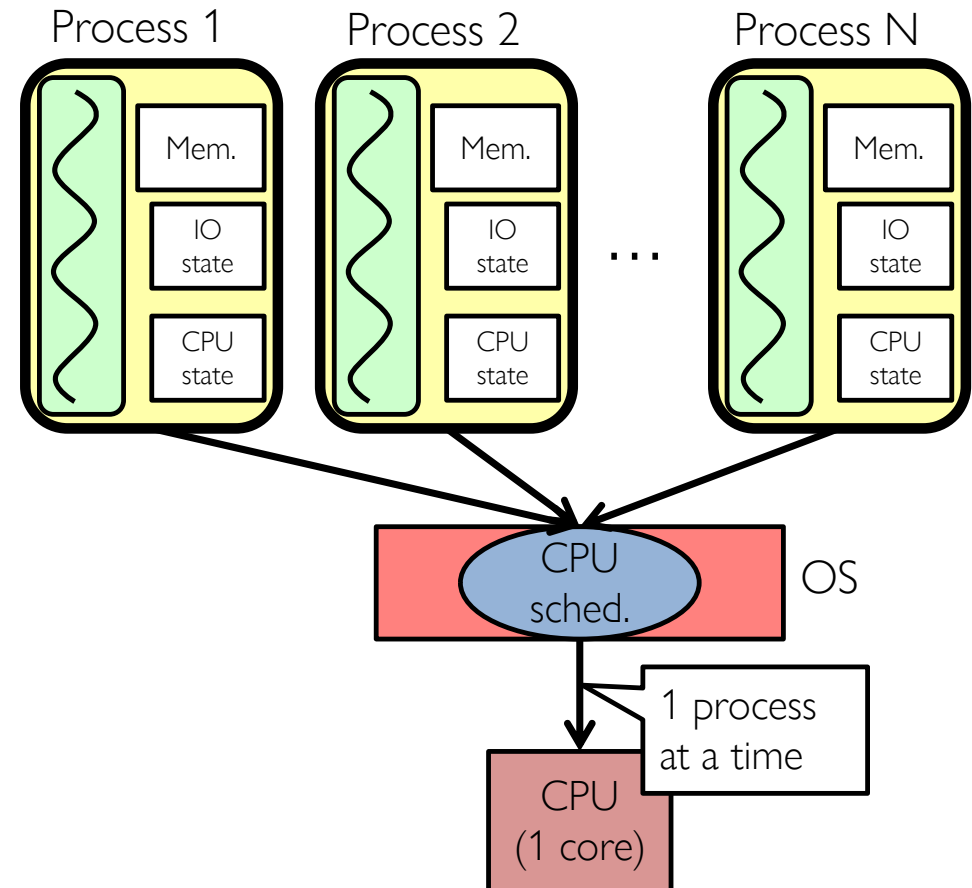 Process 1
Process 2
Process N
Mem.
IO
state
CPU
state
Mem.
IO
state
CPU
state
...
Mem.
IO
state
CPU
state
CPU
sched.
OS
1 process
at a time
CPU
(1 core)